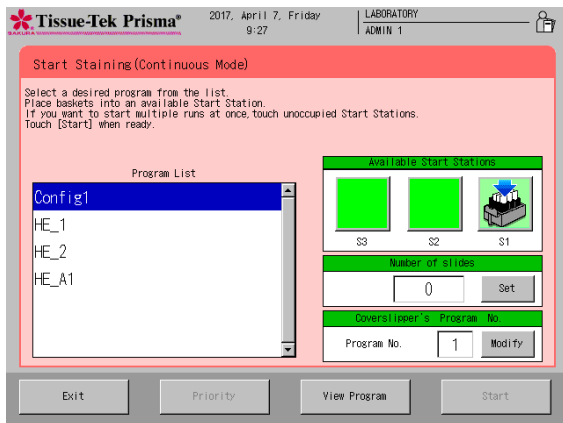 Tissue-Tek Prisma®
SAKURA
2017, April 7, Friday
9:27
LABORATORY
ADMIN 1
Start Staining(Continuous Mode)
Select a desired program from the list.
Place baskets into an available Start Station.
If you want to start multiple runs at once,touch unoccupied Start Stations.
Touch [Start] when ready.
Program List
Config1
HE_1
HE_2
HE_A1
Available Start Stations
S3 S2 S1
Number of slides
0 Set
Coverslipper's Program No.
Program No. 1 Modify
Exit Priority View Program Start